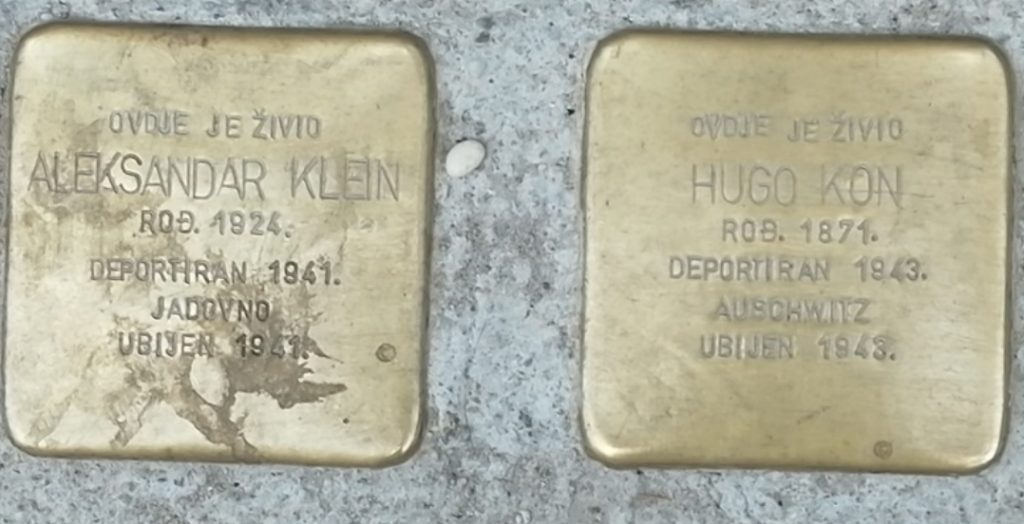 OVDJE JE ŽIVIO
ALEKSANDAR KLEIN
ROĐ. 1924.
DEPORTIRAN 1941.
JADOVNO
UBIJEN 1941.
©
OVDJE JE ŽIVIO
HUGO KON
ROĐ. 1871.
DEPORTIRAN 1943.
AUSCHWITZ
UBIJEN 1943.
©